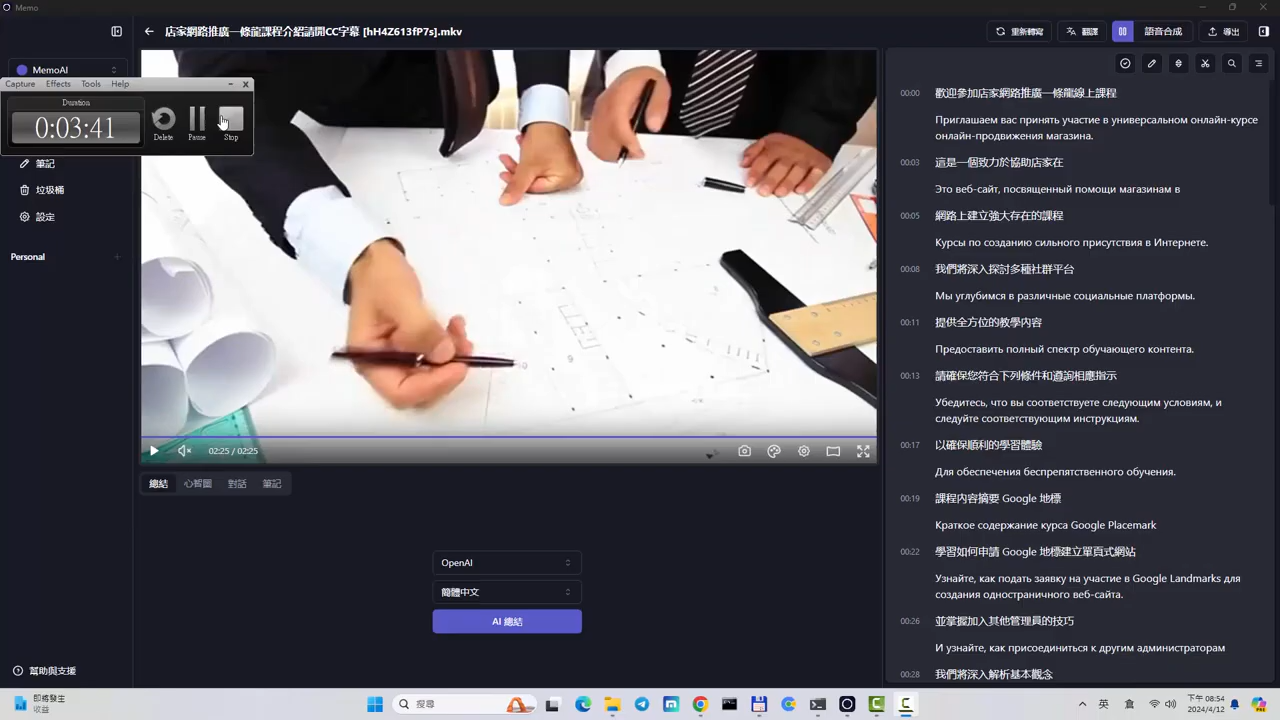 Memo
店家網路推廣一條龍課程介紹請開CC字幕 [hH4Z613fP7s].mkv
重新轉寫
翻譯
語音合成
導出
MemoAI
Capture Effects Tools Help
Duration
0:03:41
Delete Pause Stop
筆記
垃圾桶
設定
Personal
幫助與支援
02:25 / 02:25
總結 心智圖 對話 筆記
OpenAI
簡體中文
AI 總結
00:00 歡迎參加店家網路推廣一條龍線上課程
Приглашаем вас принять участие в универсальном онлайн-курсе
онлайн-продвижения магазина.
00:03 這是一個致力於協助店家在
Это веб-сайт, посвященный помощи магазинам в
00:05 網路上建立強大存在的課程
Курсы по созданию сильного присутствия в Интернете.
00:08 我們將深入探討多種社群平台
Мы углубимся в различные социальные платформы.
00:11 提供全方位的教學內容
Предоставить полный спектр обучающего контента.
00:13 請確保您符合下列條件和遵詢相應指示
Убедитесь, что вы соответствуете следующим условиям, и
следуйте соответствующим инструкциям.
00:17 以確保順利的學習體驗
Для обеспечения беспрепятственного обучения.
00:19 課程內容摘要 Google 地標
Краткое содержание курса Google Placemark
00:22 學習如何申請 Google 地標建立單頁式網站
Узнайте, как подать заявку на участие в Google Landmarks для
создания одностраничного веб-сайта.
00:26 並掌握加入其他管理員的技巧
И узнайте, как присоединиться к другим администраторам
00:28 我們將深入解析基本觀念
即將發生
收益
搜尋
英
下午 08:54
2024/4/12